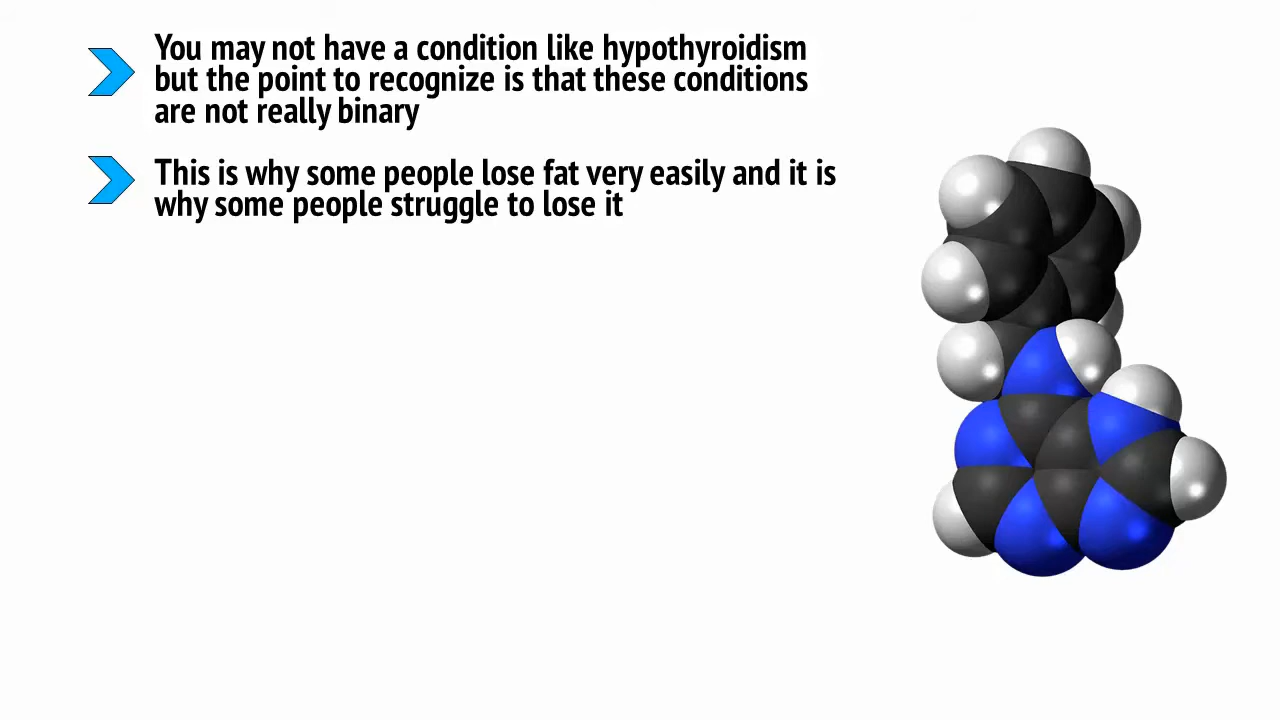 You may not have a condition like hypothyroidism
but the point to recognize is that these conditions
are not really binary
This is why some people lose fat very easily and it is
why some people struggle to lose it